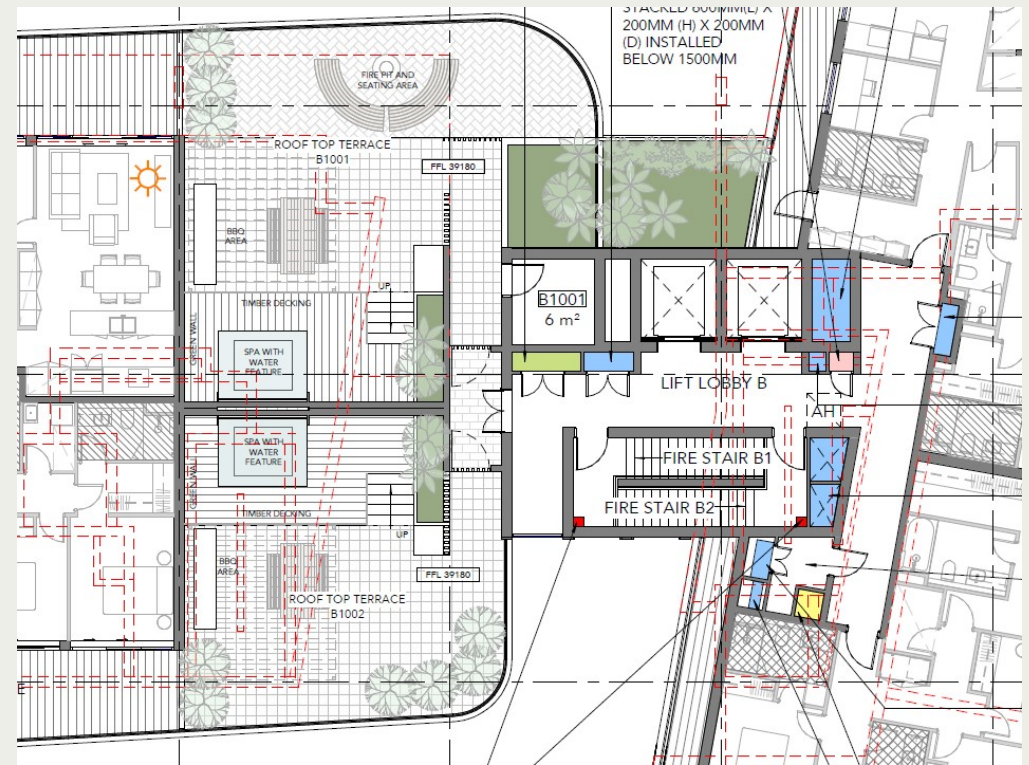 STACKED 600MM(L) X
200MM (H) X 200MM
(D) INSTALLED
BELOW 1500MM
FIRE PIT AND
SEATING AREA
ROOF TOP TERRACE
B1001
FFL 39180
BBQ
AREA
UP
TIMBER DECKING
GREEN WALL
SPA WITH
WATER
FEATURE
B1001
6 m²
LIFT LOBBY B
AH
SPA WITH
WATER
FEATURE
GREEN WALL
TIMBER DECKING
UP
FIRE STAIR B1
FIRE STAIR B2
BBQ
AREA
FFL 39180
ROOF TOP TERRACE
B1002